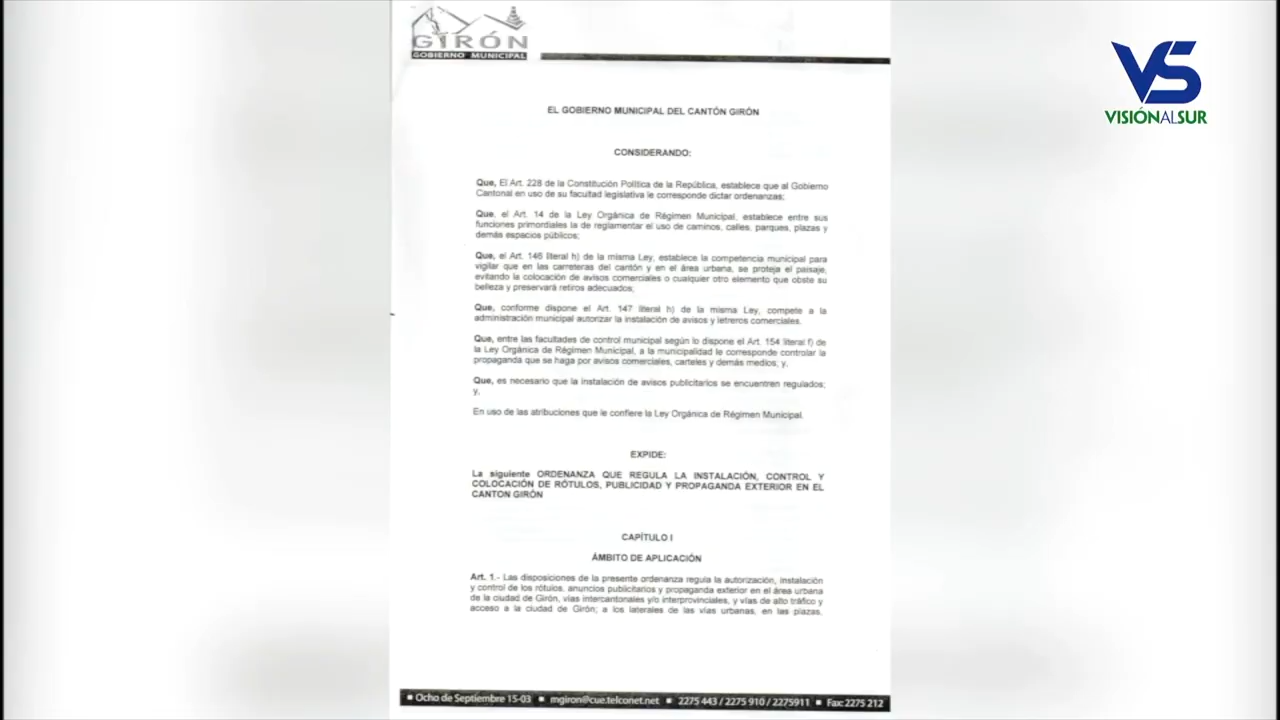 GIRÓN
GOBIERNO MUNICIPAL
VS
VISIÓNALSUR
EL GOBIERNO MUNICIPAL DEL CANTÓN GIRÓN
CONSIDERANDO:
Que, El Art. 228 de la Constitución Política de la República, establece que al Gobierno
Cantonal en uso de su facultad legislativa le corresponde dictar ordenanzas;
Que, el Art. 14 de la Ley Orgánica de Régimen Municipal, establece entre sus
funciones primordiales la de reglamentar el uso de caminos, calles, parques, plazas y
demás espacios públicos;
Que, el Art. 146 literal h) de la misma Ley, establece la competencia municipal para
vigilar que en las carreteras del cantón y en el área urbana, se proteja el paisaje,
evitando la colocación de avisos comerciales o cualquier otro elemento que obste su
belleza y preservará retiros adecuados;
Que, conforme dispone el Art. 147 literal h) de la misma Ley, compete a la
administración municipal autorizar la instalación de avisos y letreros comerciales.
Que, entre las facultades de control municipal según lo dispone el Art. 154 literal f) de
la Ley Orgánica de Régimen Municipal, a la municipalidad le corresponde controlar la
propaganda que se haga por avisos comerciales, carteles y demás medios; y,
Que, es necesario que la instalación de avisos publicitarios se encuentren regulados;
y,
En uso de las atribuciones que le confiere la Ley Orgánica de Régimen Municipal.
EXPIDE:
La siguiente ORDENANZA QUE REGULA LA INSTALACIÓN, CONTROL Y
COLOCACIÓN DE RÓTULOS, PUBLICIDAD Y PROPAGANDA EXTERIOR EN EL
CANTON GIRÓN
CAPÍTULO I
ÁMBITO DE APLICACIÓN
Art. 1.- Las disposiciones de la presente ordenanza regula la autorización, instalación
y control de los rótulos, anuncios publicitarios y propaganda exterior en el área urbana
de la ciudad de Girón, vías intercantonales y/o interprovinciales, y vías de alto tráfico y
acceso a la ciudad de Girón; a los laterales de las vías urbanas, en las plazas,
▪ Ocho de Septiembre 15-03 ▪ mgiron@cue.telconet.net ▪ 2275 443 / 2275 910 / 2275911 ▪ Fax: 2275 212